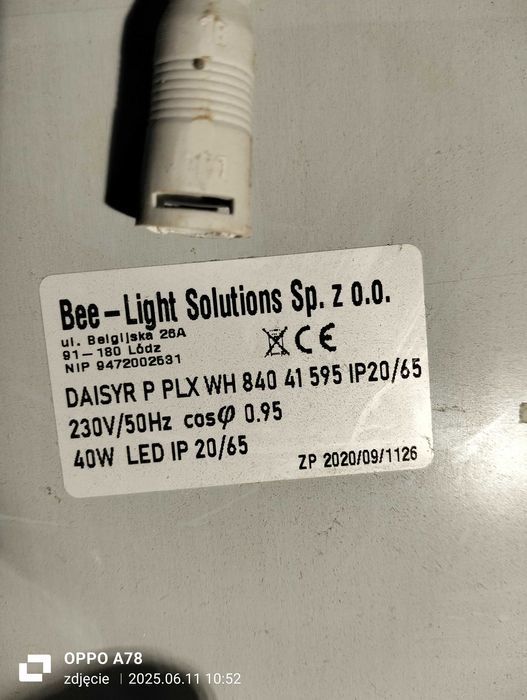 Bee-Light Solutions Sp. z o.o.
ul. Belgijska 26A
91-180 Lódz
NIP 9472002531
CE
DAISYR P PLX WH 840 41 595 IP20/65
230V/50Hz cosφ 0.95
40W LED IP 20/65
ZP 2020/09/1126
OPPO A78
zdjęcie | 2025.06.11 10:52